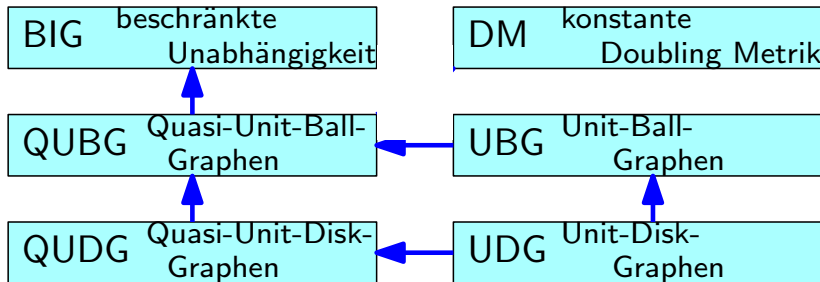 BIG beschränkte
Unabhängigkeit
DM konstante
Doubling Metrik
QUBG Quasi-Unit-Ball-
Graphen
UBG Unit-Ball-
Graphen
QUDG Quasi-Unit-Disk-
Graphen
UDG Unit-Disk-
Graphen